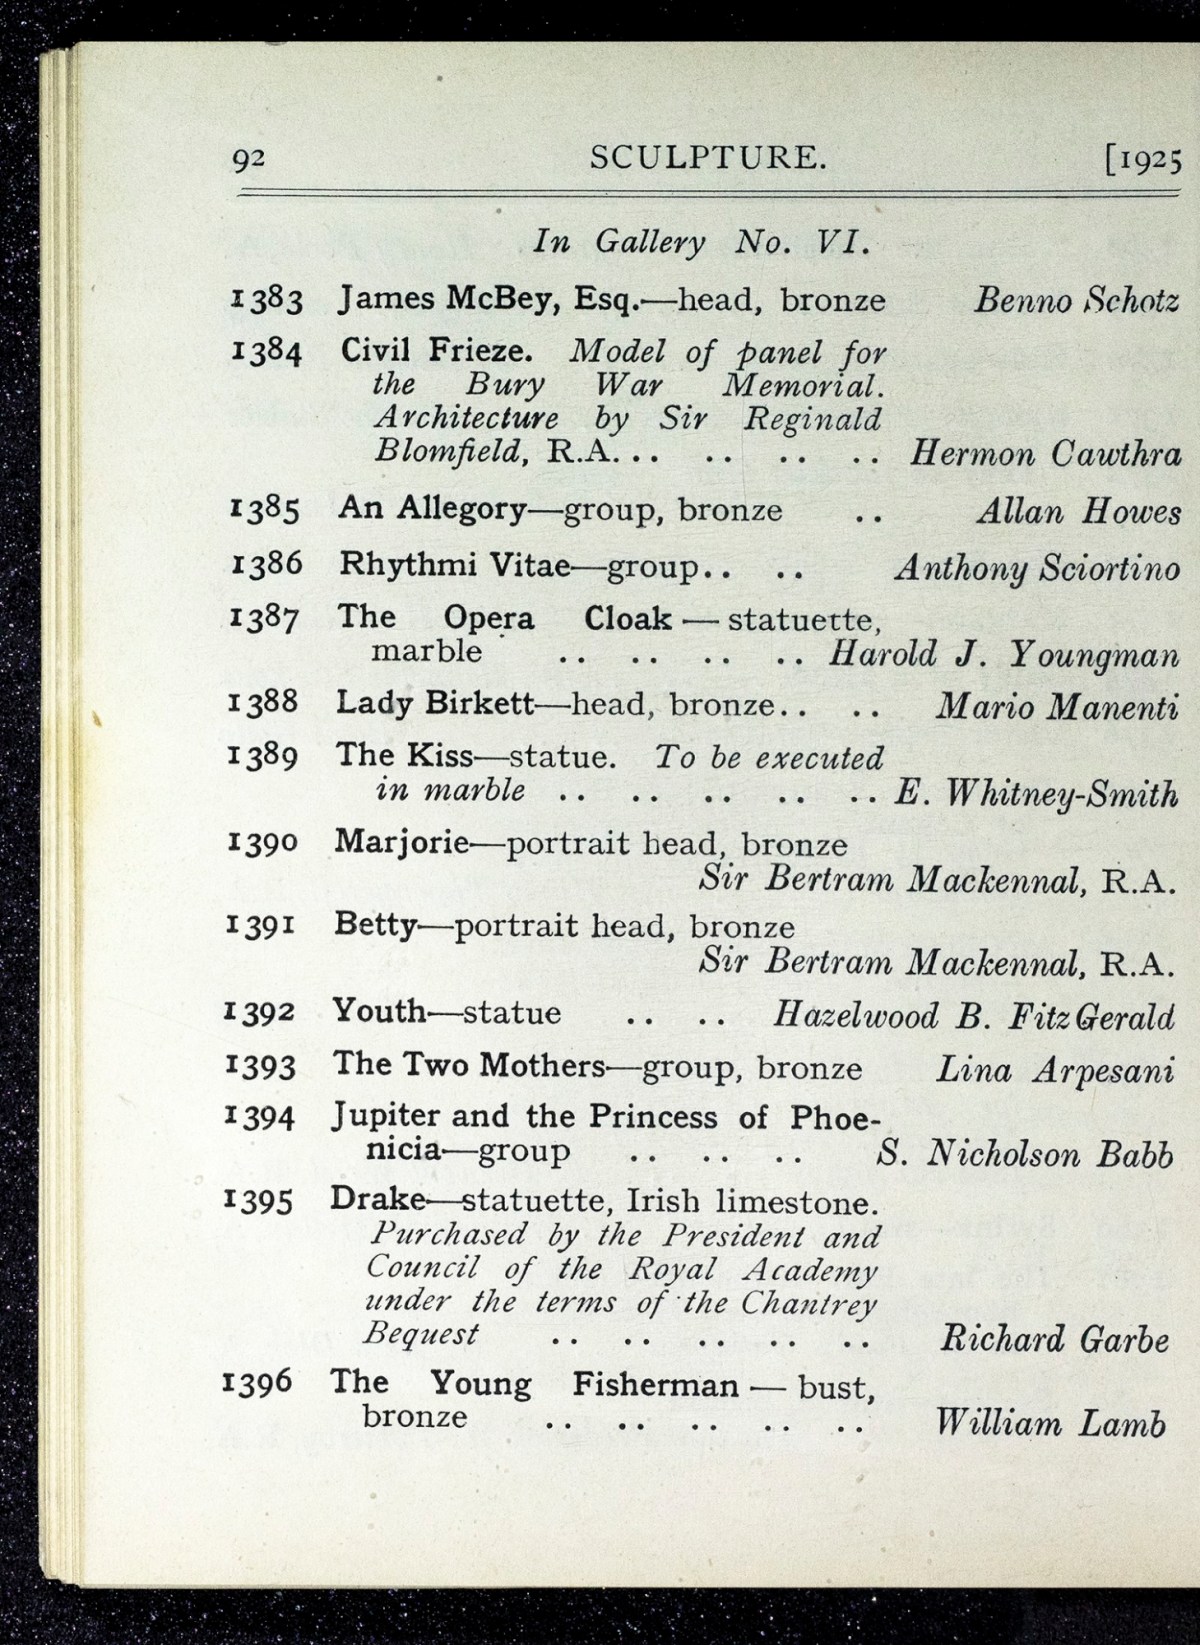 92 SCULPTURE. [1925
In Gallery No. VI.
1383 James McBey, Esq.—head, bronze Benno Schotz
1384 Civil Frieze. Model of panel for
the Bury War Memorial.
Architecture by Sir Reginald
Blomfield, R.A. .. .. .. .. Hermon Cawthra
1385 An Allegory—group, bronze .. Allan Howes
1386 Rhythmi Vitae—group.. .. Anthony Sciortino
1387 The Opera Cloak — statuette,
marble .. .. .. .. Harold J. Youngman
1388 Lady Birkett—head, bronze.. .. Mario Manenti
1389 The Kiss—statue. To be executed
in marble .. .. .. .. .. E. Whitney-Smith
1390 Marjorie—portrait head, bronze
Sir Bertram Mackennal, R.A.
1391 Betty—portrait head, bronze
Sir Bertram Mackennal, R.A.
1392 Youth—statue .. .. Hazelwood B. FitzGerald
1393 The Two Mothers—group, bronze Lina Arpesani
1394 Jupiter and the Princess of Phoe-
nicia—group .. .. .. S. Nicholson Babb
1395 Drake—statuette, Irish limestone.
Purchased by the President and
Council of the Royal Academy
under the terms of the Chantrey
Bequest .. .. .. .. .. Richard Garbe
1396 The Young Fisherman — bust,
bronze .. .. .. .. .. William Lamb